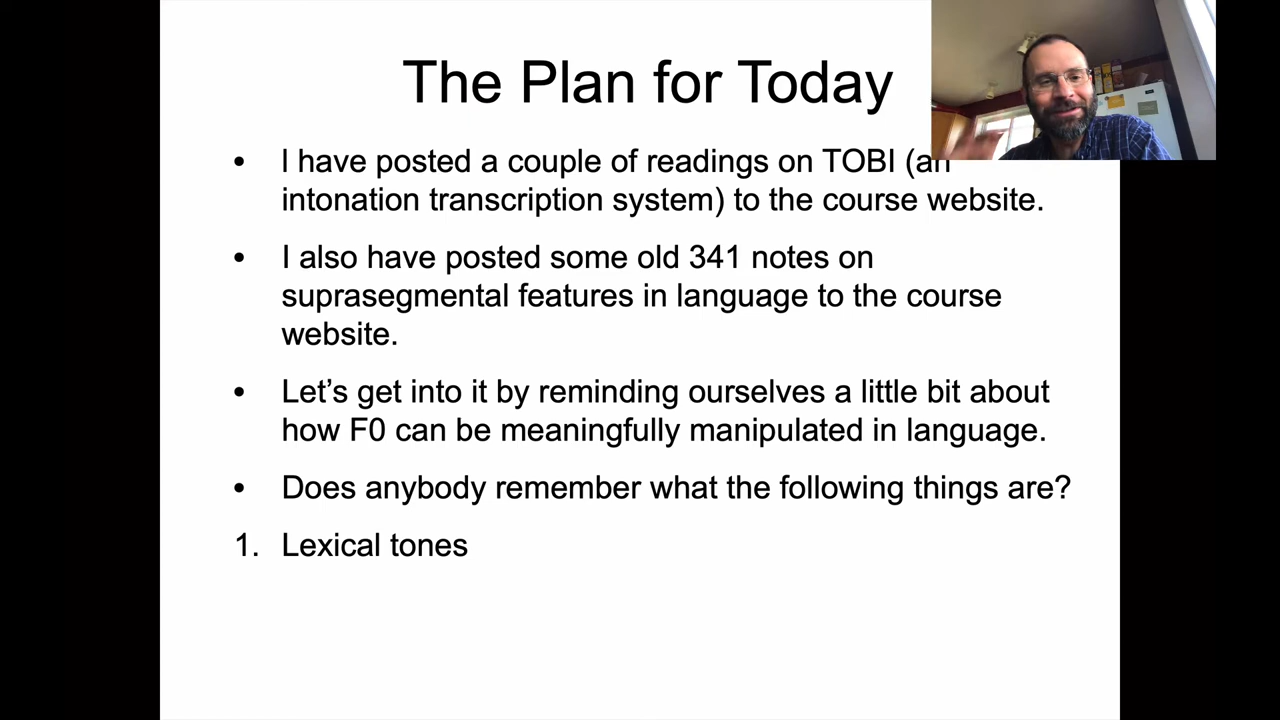 The Plan for Today
• I have posted a couple of readings on TOBI (an
intonation transcription system) to the course website.
• I also have posted some old 341 notes on
suprasegmental features in language to the course
website.
• Let’s get into it by reminding ourselves a little bit about
how F0 can be meaningfully manipulated in language.
• Does anybody remember what the following things are?
1. Lexical tones